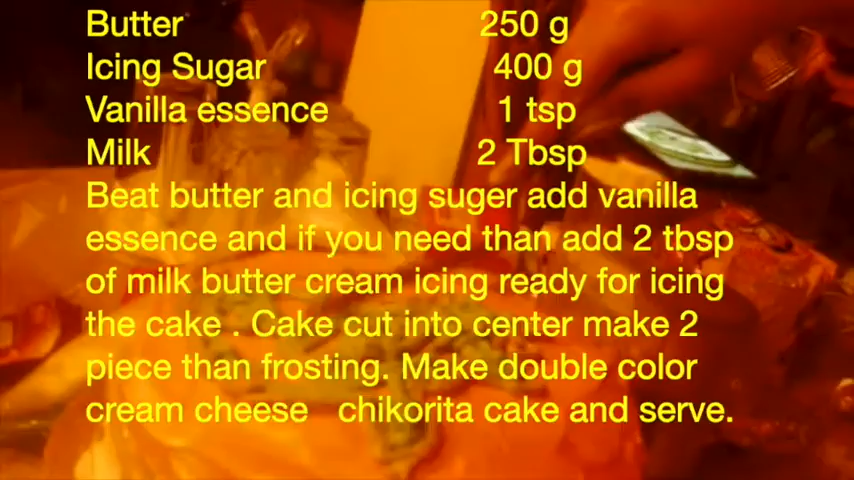 Butter 250 g
Icing Sugar 400 g
Vanilla essence 1 tsp
Milk 2 Tbsp
Beat butter and icing suger add vanilla
essence and if you need than add 2 tbsp
of milk butter cream icing ready for icing
the cake . Cake cut into center make 2
piece than frosting. Make double color
cream cheese chikorita cake and serve.